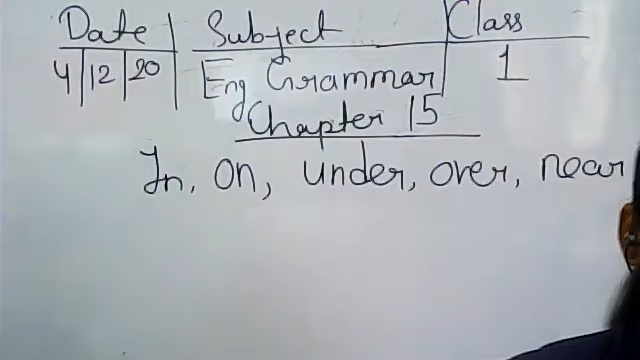 Date Subject Class
4 12 20 Eng Grammar 1
Chapter 15
In, on, under, over, near